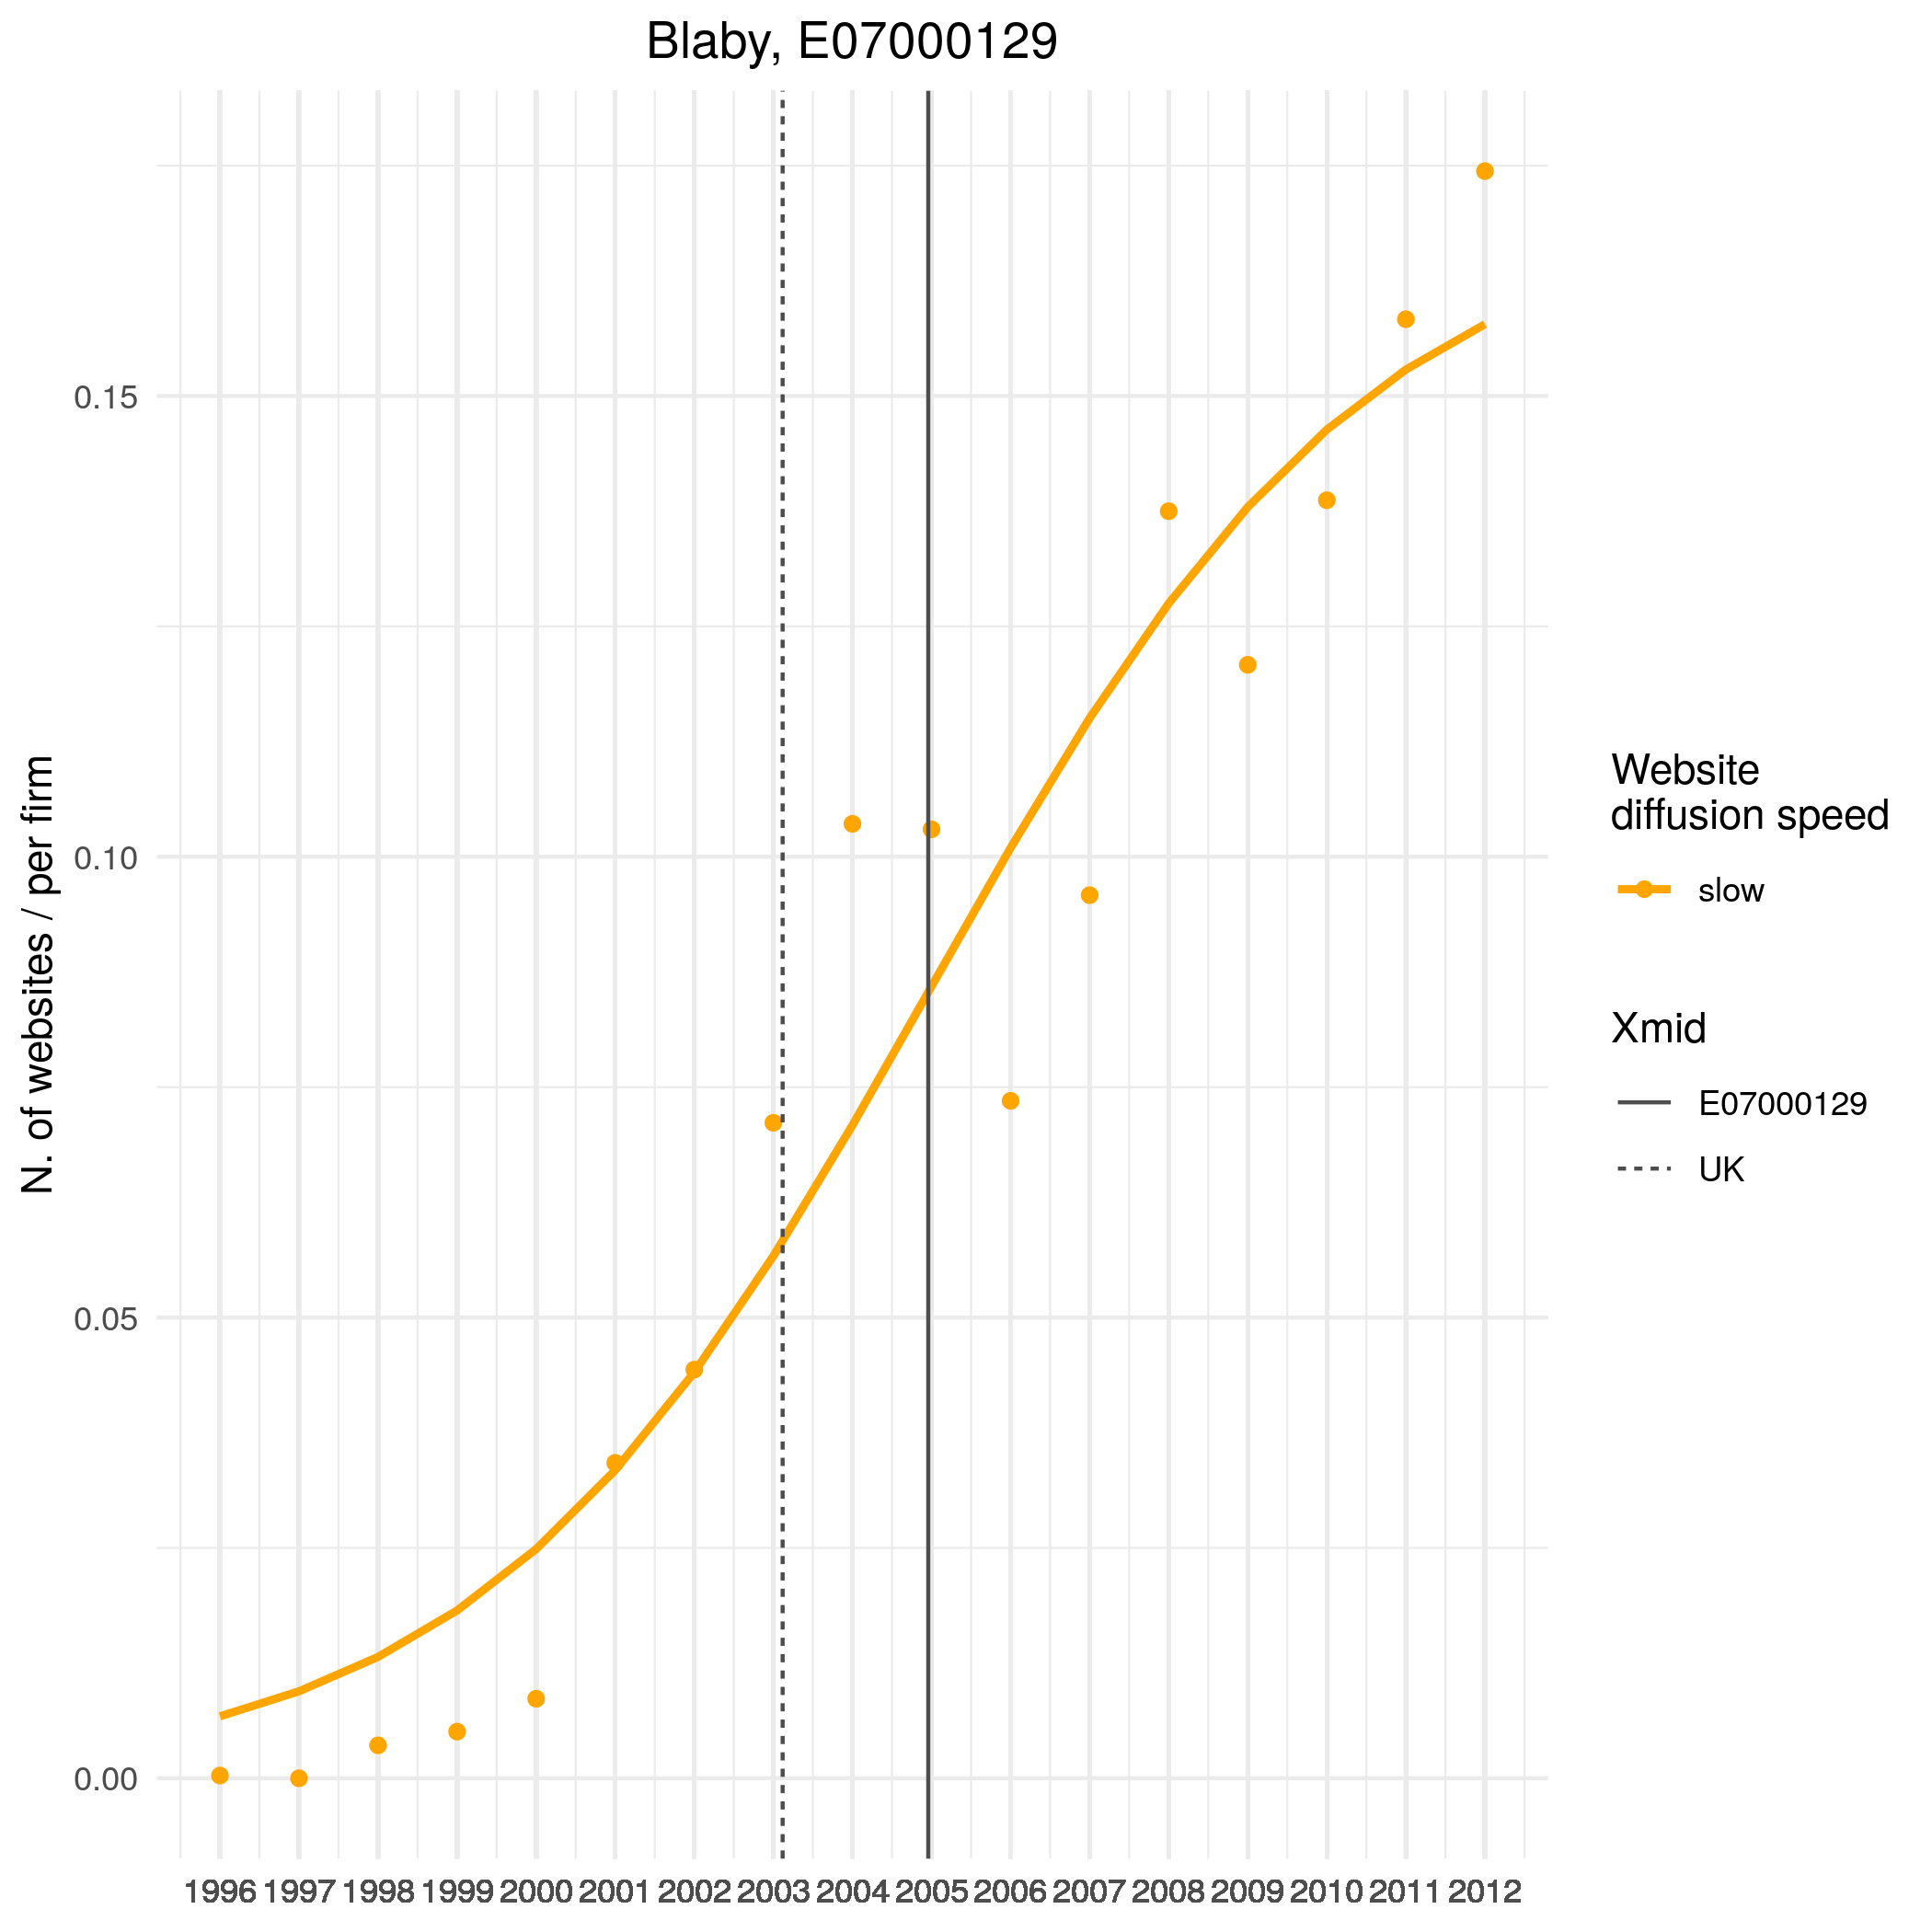 Blaby, E07000129
N. of websites / per firm
0.15
0.10
0.05
0.00
1996 1997 1998 1999 2000 2001 2002 2003 2004 2005 2006 2007 2008 2009 2010 2011 2012
Website
diffusion speed
slow
Xmid
E07000129
UK